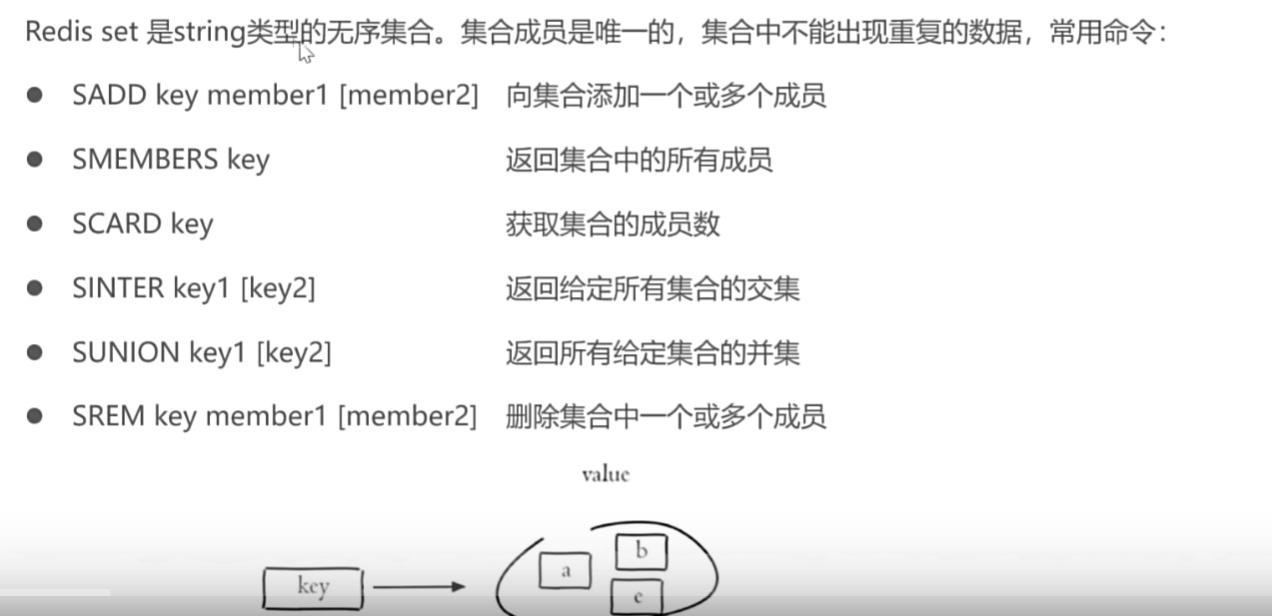 Redis set 是string类型的无序集合。集合成员是唯一的，集合中不能出现重复的数据，常用命令：
● SADD key member1 [member2] 向集合添加一个或多个成员
● SMEMBERS key 返回集合中的所有成员
● SCARD key 获取集合的成员数
● SINTER key1 [key2] 返回给定所有集合的交集
● SUNION key1 [key2] 返回所有给定集合的并集
● SREM key member1 [member2] 删除集合中一个或多个成员
value
b
a
key